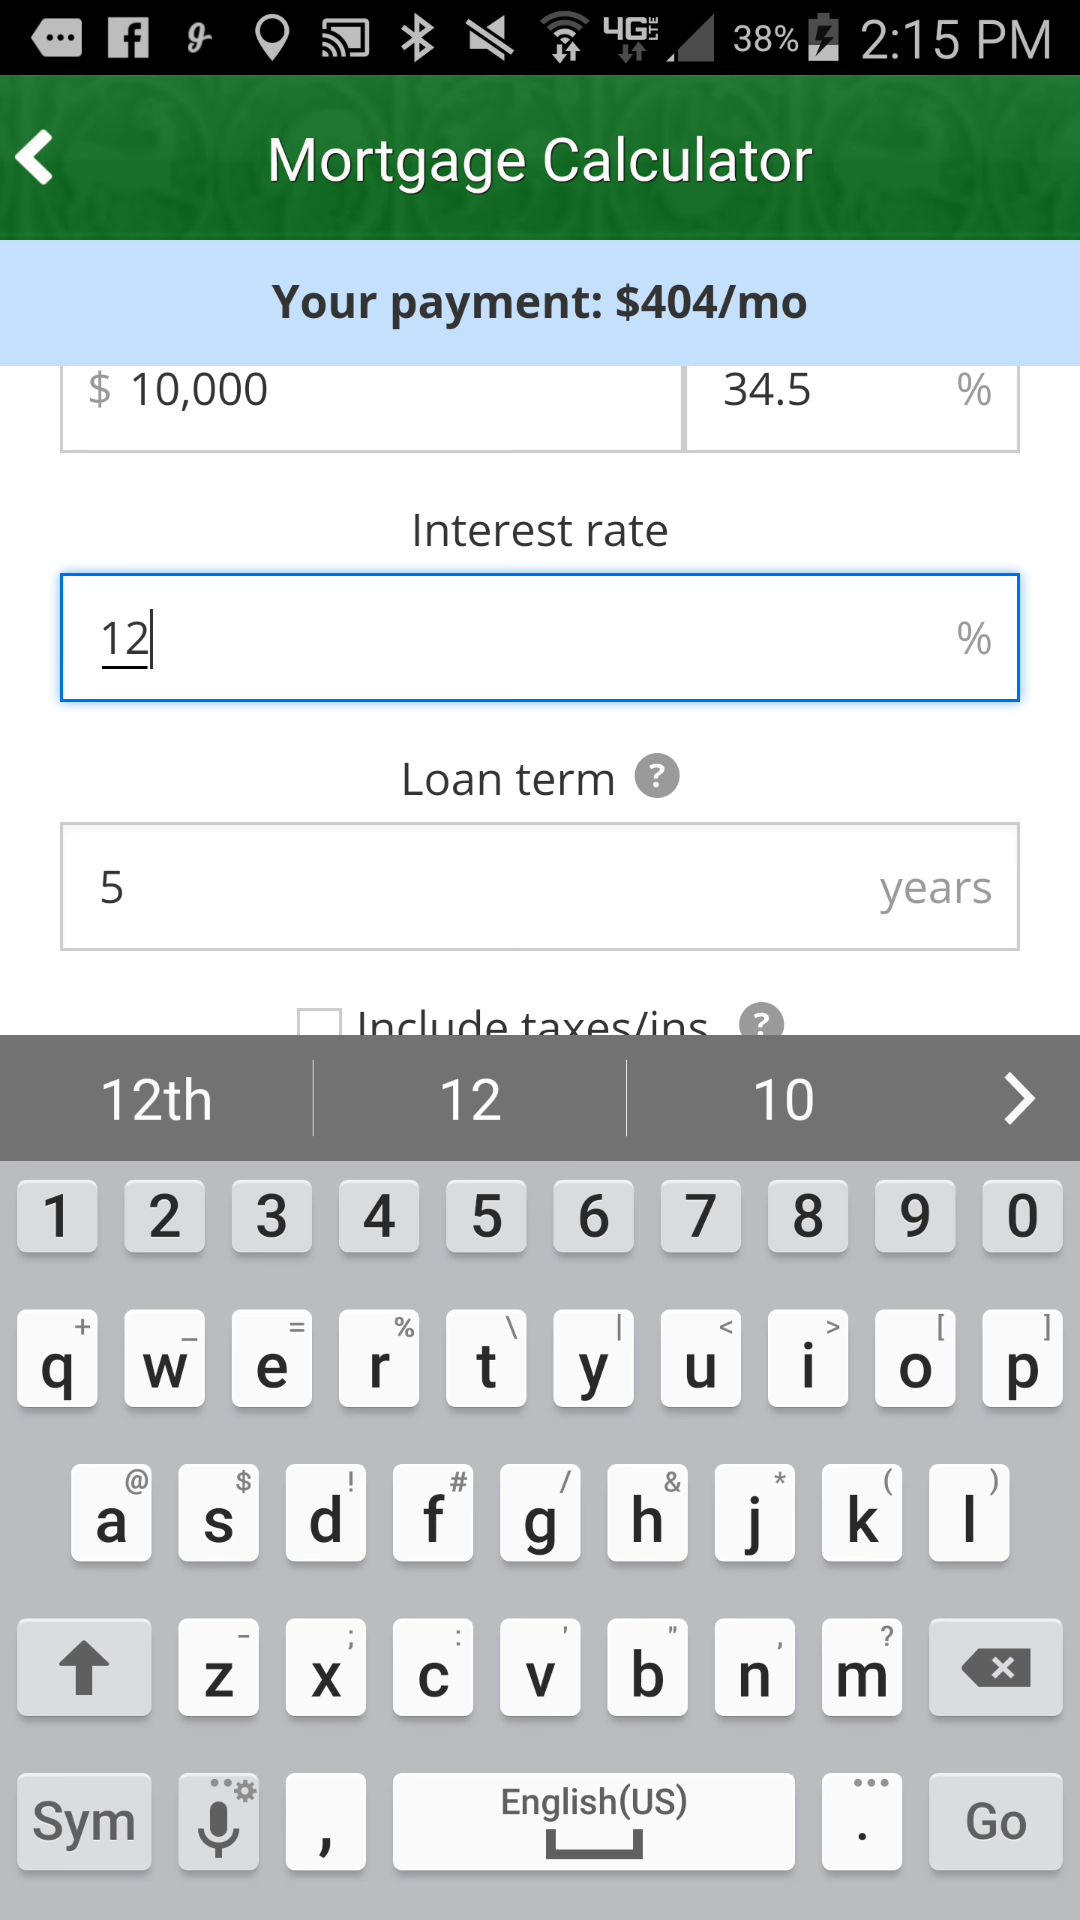 4G LTE 38% 2:15 PM
Mortgage Calculator
Your payment: $404/mo
$ 10,000 34.5 %
Interest rate
12 %
Loan term ?
5 years
Include taxes/ins ?
12th 12 10
1 2 3 4 5 6 7 8 9 0
+ _ = % \ | < > [ ]
q w e r t y u i o p
@ $ ! # / & * ( )
a s d f g h j k l
- ; : ' " , ?
z x c v b n m
Sym , English(US) . Go